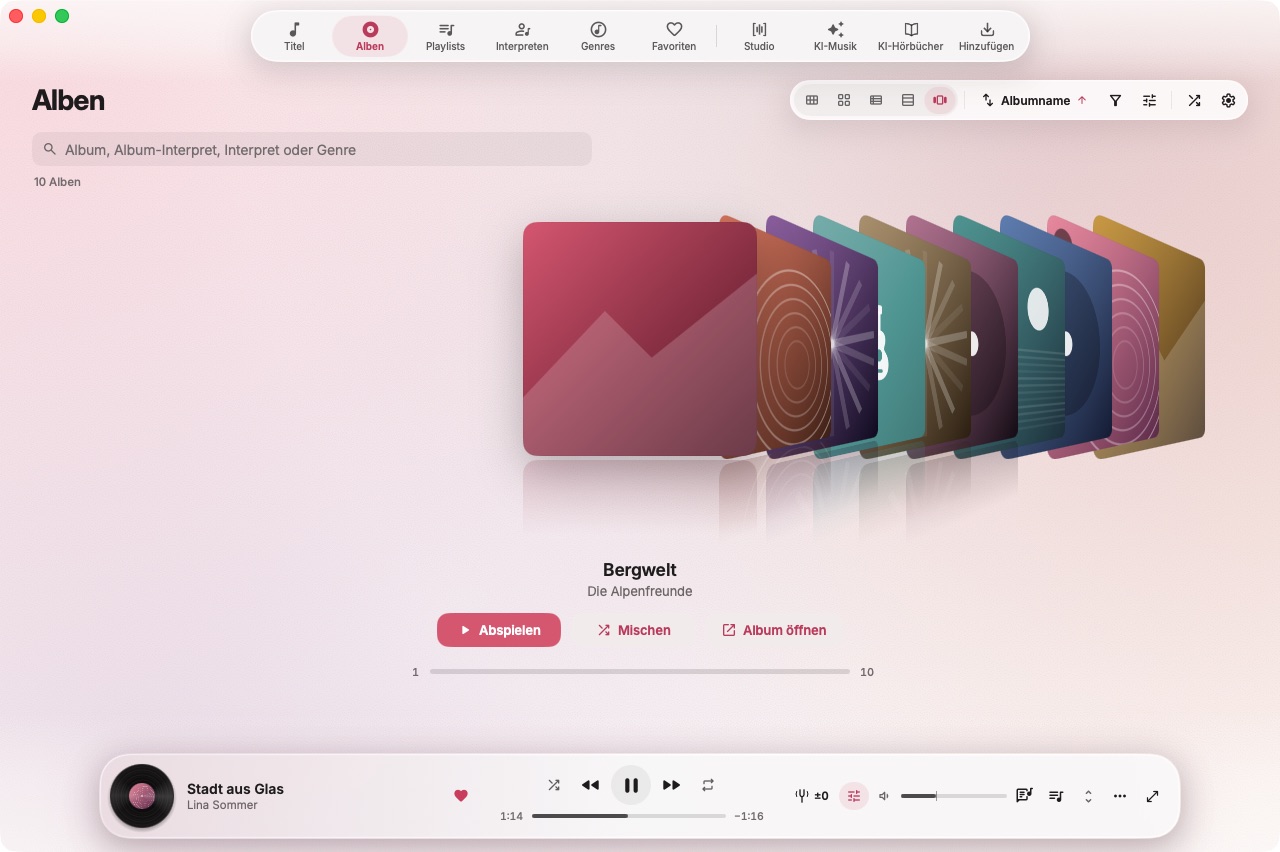 Titel
Alben
Playlists
Interpreten
Genres
Favoriten
Studio
KI-Musik
KI-Hörbücher
Hinzufügen
Alben
Albumname
Album, Album-Interpret, Interpret oder Genre
10 Alben
Bergwelt
Die Alpenfreunde
Abspielen
Mischen
Album öffnen
1
10
Stadt aus Glas
Lina Sommer
1:14
−1:16
±0